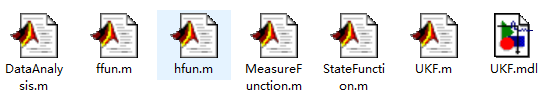 DataAnaly
sis.m
ffun.m
hfun.m
MeasureF
unction.m
StateFuncti
on.m
UKF.m
UKF.mdl